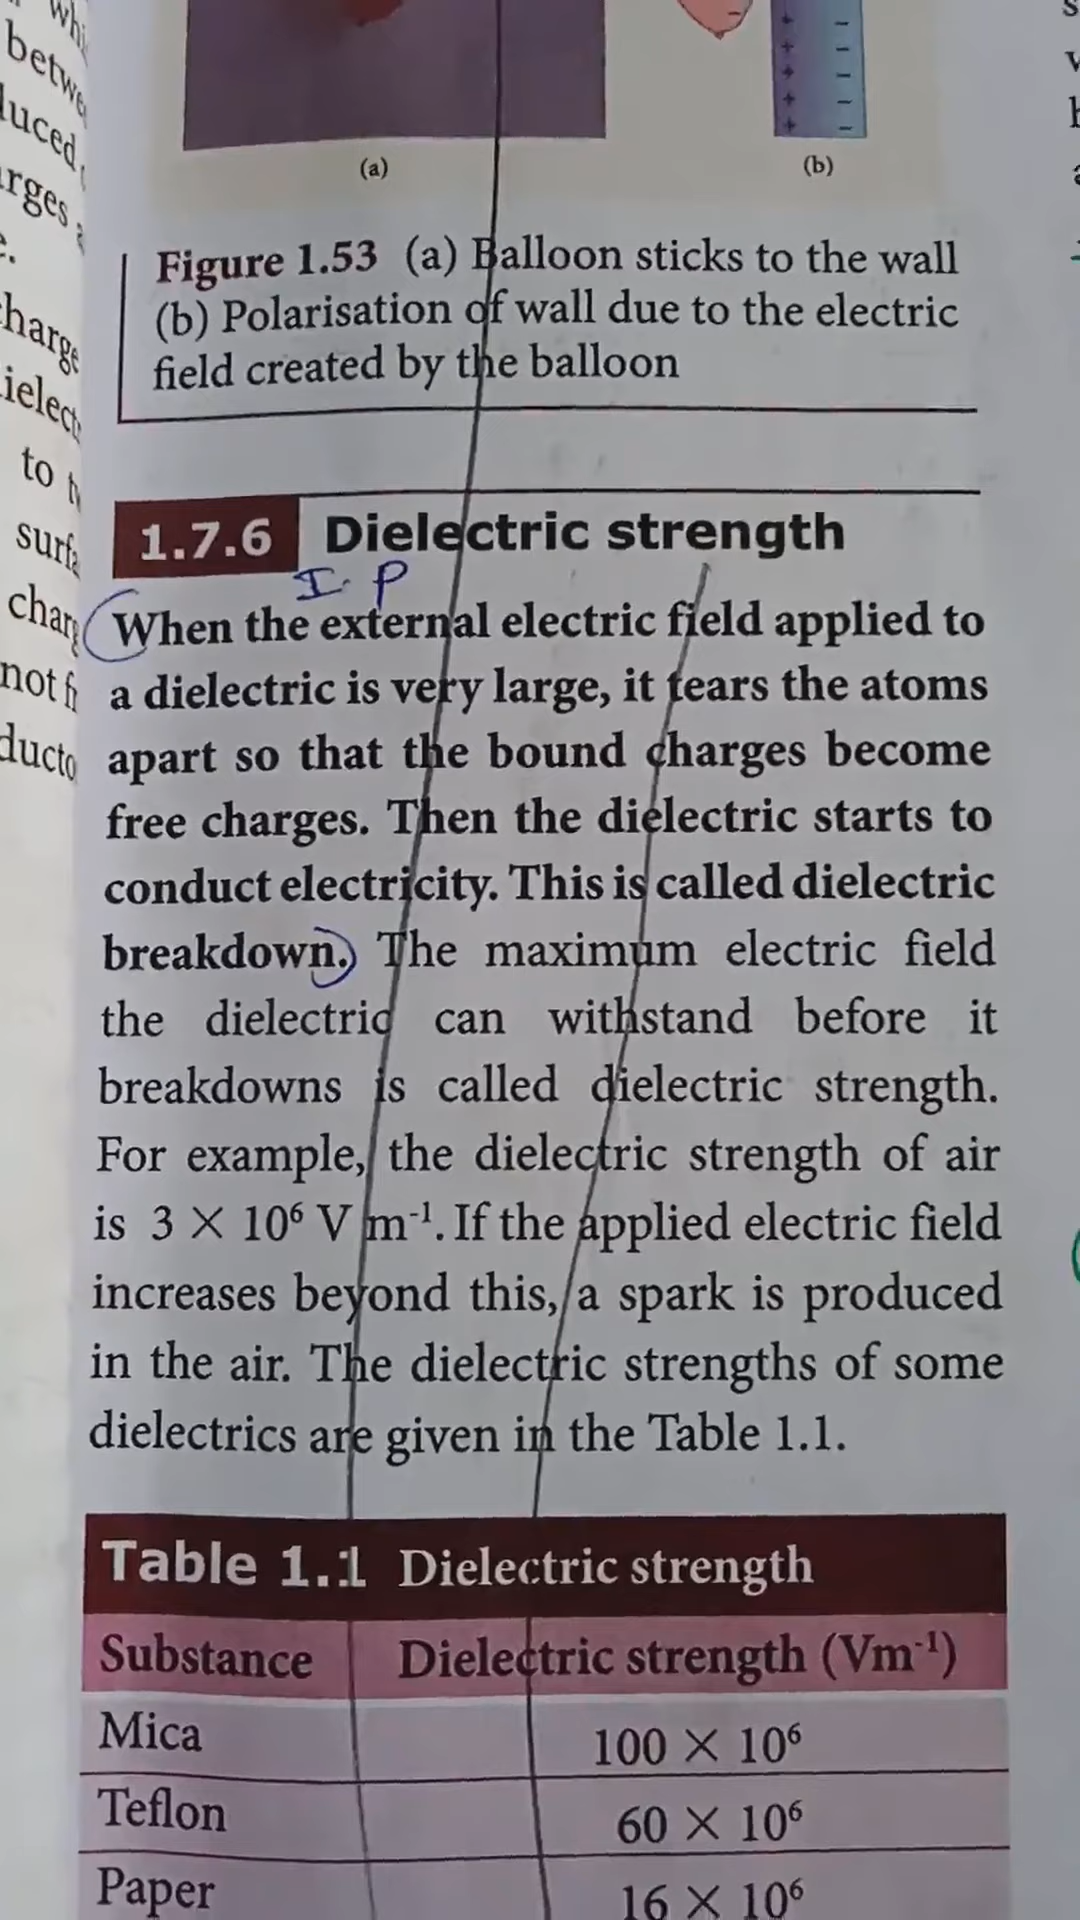 betwe
(a)
(b)
Figure 1.53 (a) Balloon sticks to the wall
(b) Polarisation of wall due to the electric
field created by the balloon
to
1.7.6 Dielectric strength
I. P
When the external electric field applied to
a dielectric is very large, it tears the atoms
apart so that the bound charges become
free charges. Then the dielectric starts to
conduct electricity. This is called dielectric
breakdown. The maximum electric field
the dielectric can withstand before it
breakdowns is called dielectric strength.
For example, the dielectric strength of air
is 3 × 10⁶ V m⁻¹. If the applied electric field
increases beyond this, a spark is produced
in the air. The dielectric strengths of some
dielectrics are given in the Table 1.1.
Table 1.1 Dielectric strength
Substance Dielectric strength (Vm⁻¹)
Mica 100 × 10⁶
Teflon 60 × 10⁶
Paper 16 × 10⁶